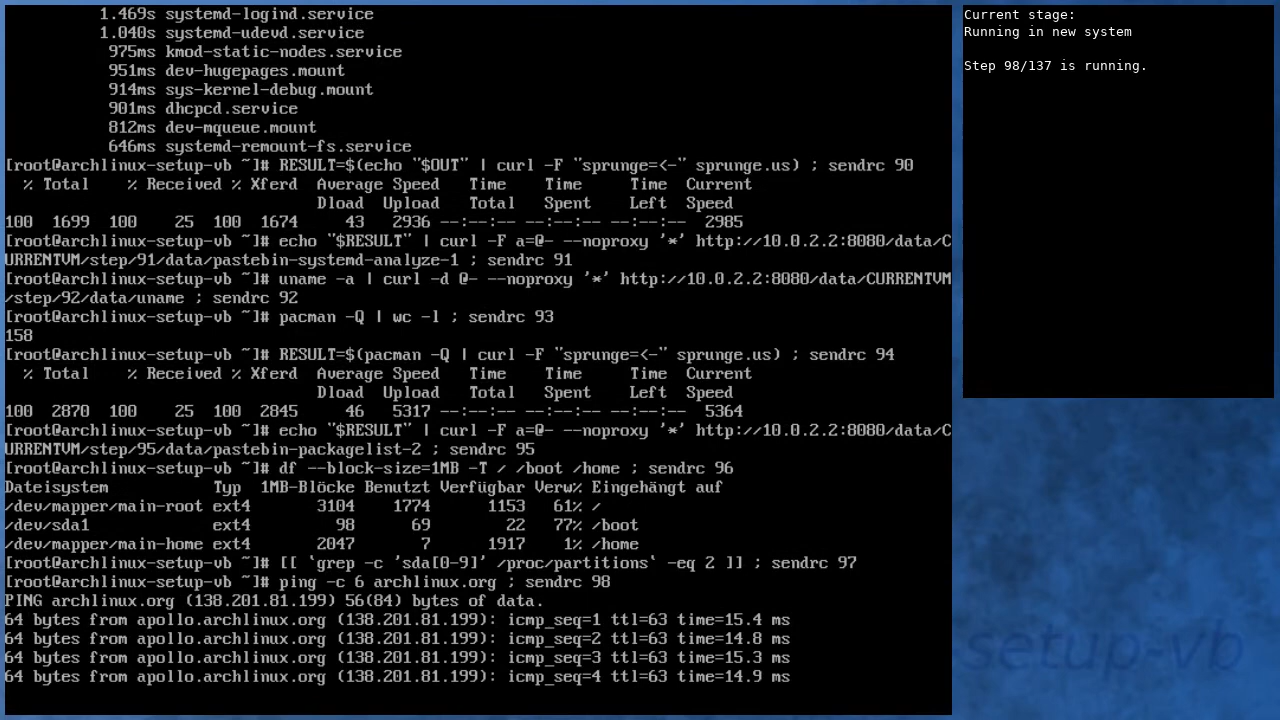 1.469s systemd-logind.service
1.040s systemd-udevd.service
975ms kmod-static-nodes.service
951ms dev-hugepages.mount
914ms sys-kernel-debug.mount
901ms dhcpcd.service
812ms dev-mqueue.mount
646ms systemd-remount-fs.service
[root@archlinux-setup-vb ~]# RESULT=$(echo "$OUT" | curl -F "sprunge=<-" sprunge.us) ; sendrc 90
% Total    % Received % Xferd  Average Speed   Time    Time     Time  Current
Dload  Upload   Total   Spent    Left  Speed
100  1699  100    25  100  1674     43   2936 --:--:-- --:--:-- --:--:--  2985
[root@archlinux-setup-vb ~]# echo "$RESULT" | curl -F a=@- --noproxy '*' http://10.0.2.2:8080/data/C
URRENTVM/step/91/data/pastebin-systemd-analyze-1 ; sendrc 91
[root@archlinux-setup-vb ~]# uname -a | curl -d @- --noproxy '*' http://10.0.2.2:8080/data/CURRENTVM
/step/92/data/uname ; sendrc 92
[root@archlinux-setup-vb ~]# pacman -Q | wc -l ; sendrc 93
158
[root@archlinux-setup-vb ~]# RESULT=$(pacman -Q | curl -F "sprunge=<-" sprunge.us) ; sendrc 94
% Total    % Received % Xferd  Average Speed   Time    Time     Time  Current
Dload  Upload   Total   Spent    Left  Speed
100  2870  100    25  100  2845     46   5317 --:--:-- --:--:-- --:--:--  5364
[root@archlinux-setup-vb ~]# echo "$RESULT" | curl -F a=@- --noproxy '*' http://10.0.2.2:8080/data/C
URRENTVM/step/95/data/pastebin-packagelist-2 ; sendrc 95
[root@archlinux-setup-vb ~]# df --block-size=1MB -T / /boot /home ; sendrc 96
Dateisystem           Typ  1MB-Blöcke Benutzt Verfügbar Verw% Eingehängt auf
/dev/mapper/main-root ext4       3104    1774      1153   61% /
/dev/sda1             ext4         98      69        22   77% /boot
/dev/mapper/main-home ext4       2047       7      1917    1% /home
[root@archlinux-setup-vb ~]# [[ `grep -c 'sda[0-9]' /proc/partitions` -eq 2 ]] ; sendrc 97
[root@archlinux-setup-vb ~]# ping -c 6 archlinux.org ; sendrc 98
PING archlinux.org (138.201.81.199) 56(84) bytes of data.
64 bytes from apollo.archlinux.org (138.201.81.199): icmp_seq=1 ttl=63 time=15.4 ms
64 bytes from apollo.archlinux.org (138.201.81.199): icmp_seq=2 ttl=63 time=14.8 ms
64 bytes from apollo.archlinux.org (138.201.81.199): icmp_seq=3 ttl=63 time=15.3 ms
64 bytes from apollo.archlinux.org (138.201.81.199): icmp_seq=4 ttl=63 time=14.9 ms
Current stage:
Running in new system
Step 98/137 is running.
setup-vb